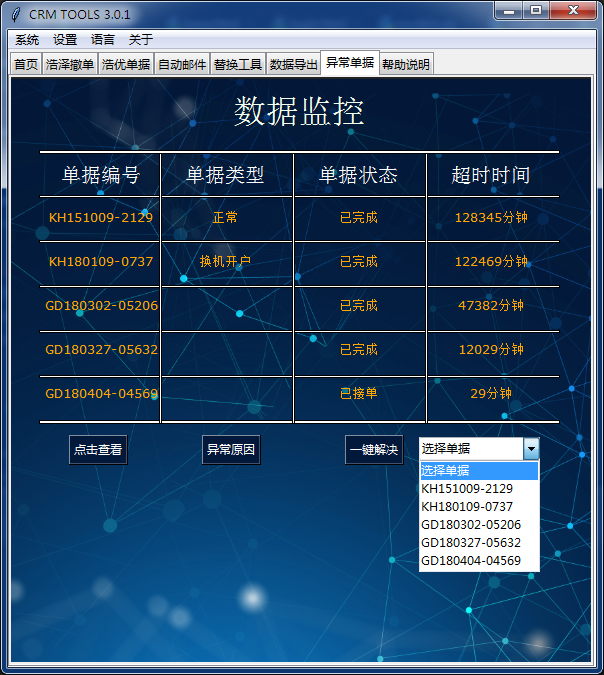 CRM TOOLS 3.0.1
系统 设置 语言 关于
首页 浩泽撤单 浩优单据 自动邮件 替换工具 数据导出 异常单据 帮助说明
数据监控
单据编号 单据类型 单据状态 超时时间
KH151009-2129 正常 已完成 128345分钟
KH180109-0737 换机开户 已完成 122469分钟
GD180302-05206 已完成 47382分钟
GD180327-05632 已完成 12029分钟
GD180404-04569 已接单 29分钟
点击查看 异常原因 一键解决 选择单据
选择单据
KH151009-2129
KH180109-0737
GD180302-05206
GD180327-05632
GD180404-04569